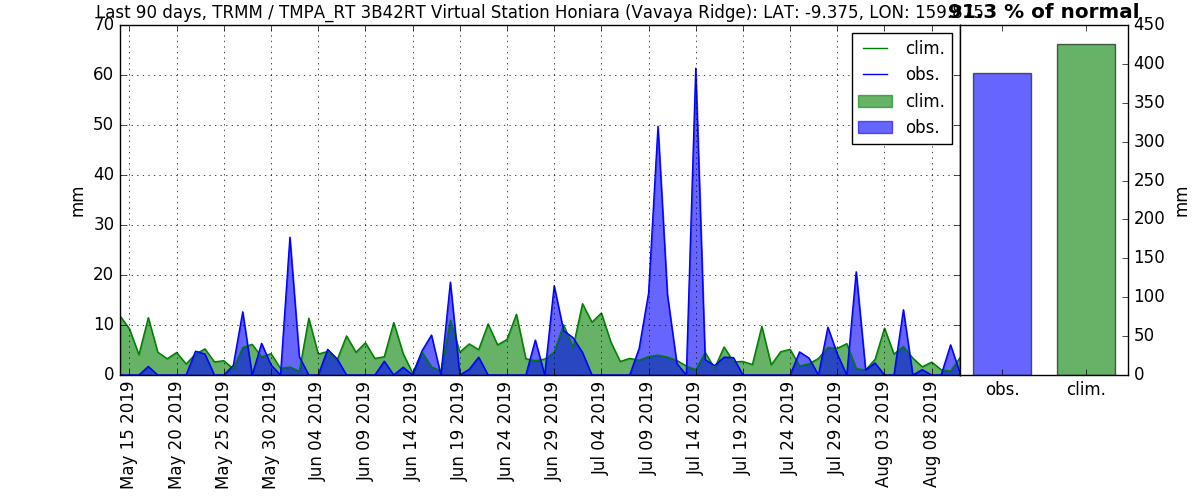 Last 90 days, TRMM / TMPA_RT 3B42RT Virtual Station Honiara (Vavaya Ridge): LAT: -9.375, LON:
91.3 % of normal
70
60
50
40
30
20
10
0
mm
clim.
obs.
clim.
obs.
450
400
350
300
250
200
150
100
50
0
mm
May 15 2019
May 20 2019
May 25 2019
May 30 2019
Jun 04 2019
Jun 09 2019
Jun 14 2019
Jun 19 2019
Jun 24 2019
Jun 29 2019
Jul 04 2019
Jul 09 2019
Jul 14 2019
Jul 19 2019
Jul 24 2019
Jul 29 2019
Aug 03 2019
Aug 08 2019
obs.
clim.